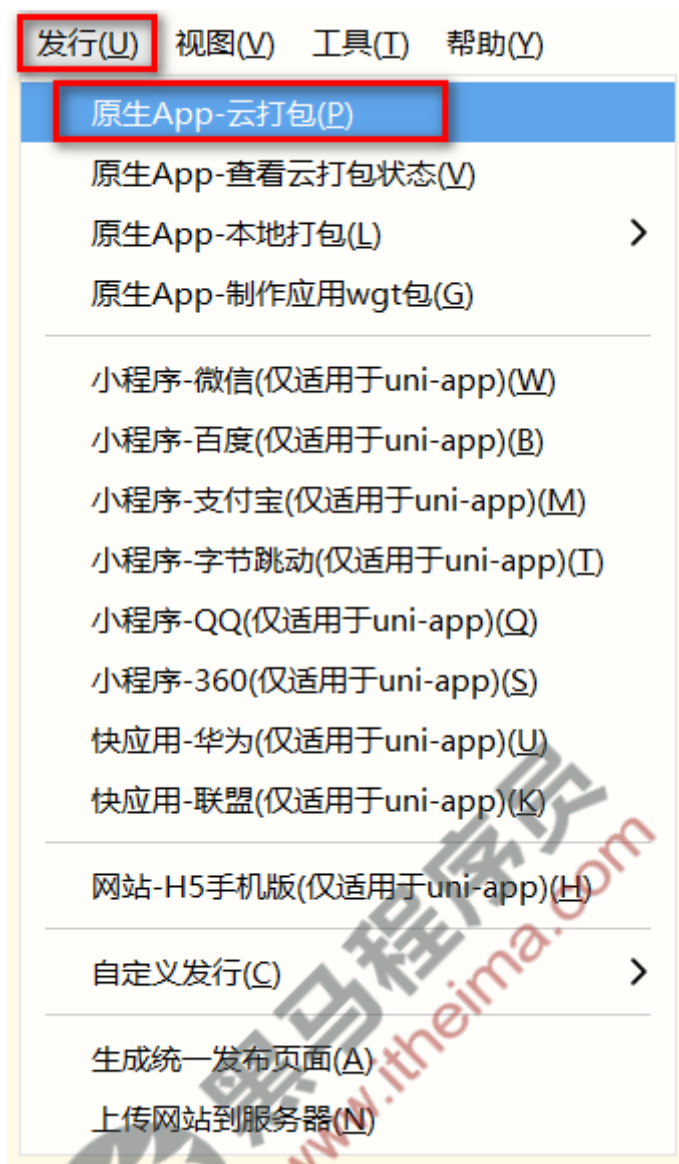 发行(U) 视图(V) 工具(T) 帮助(Y)
原生App-云打包(P)
原生App-查看云打包状态(V)
原生App-本地打包(L)
原生App-制作应用wgt包(G)
小程序-微信(仅适用于uni-app)(W)
小程序-百度(仅适用于uni-app)(B)
小程序-支付宝(仅适用于uni-app)(M)
小程序-字节跳动(仅适用于uni-app)(T)
小程序-QQ(仅适用于uni-app)(Q)
小程序-360(仅适用于uni-app)(S)
快应用-华为(仅适用于uni-app)(U)
快应用-联盟(仅适用于uni-app)(K)
网站-H5手机版(仅适用于uni-app)(H)
自定义发行(C)
生成统一发布页面(A)
上传网站到服务器(N)
黑马程序员
www.itheima.com